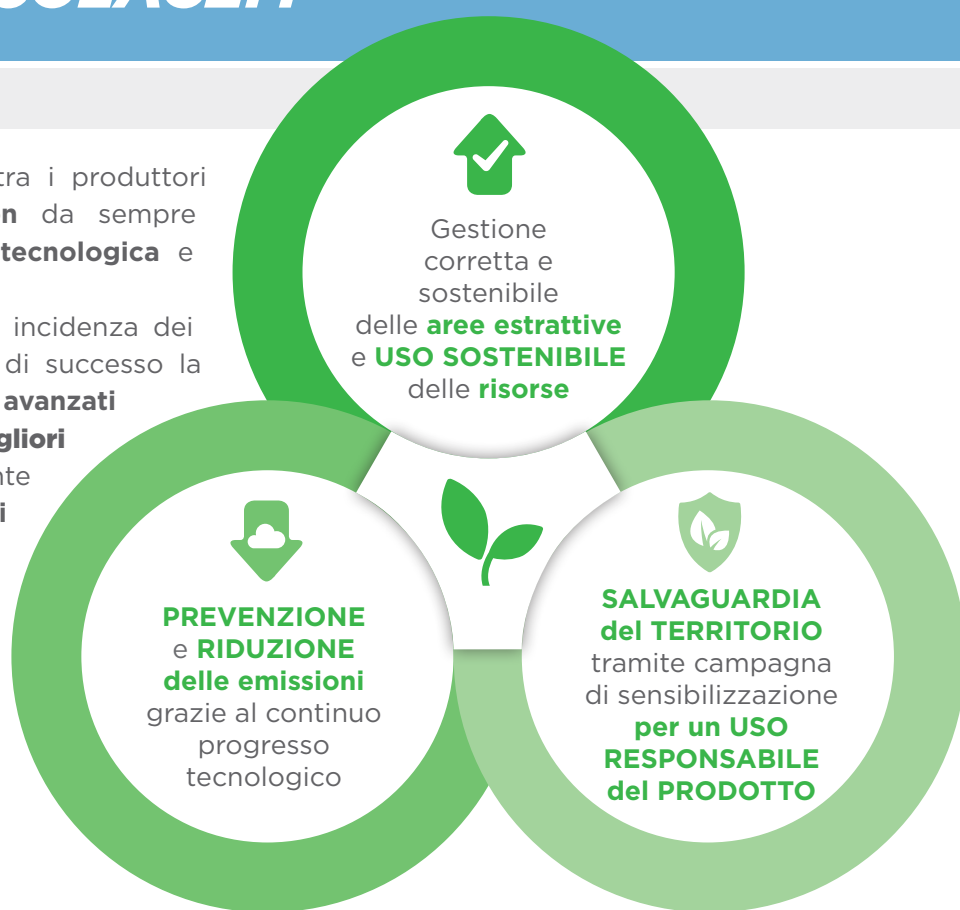 tra i produttori
da sempre
tecnologica e
incidenza dei
di successo la
avanzati
Gestione
corretta e
sostenibile
delle aree estrattive
e USO SOSTENIBILE
delle risorse
PREVENZIONE
e RIDUZIONE
delle emissioni
grazie al continuo
progresso
tecnologico
SALVAGUARDIA
del TERRITORIO
tramite campagna
di sensibilizzazione
per un USO
RESPONSABILE
del PRODOTTO